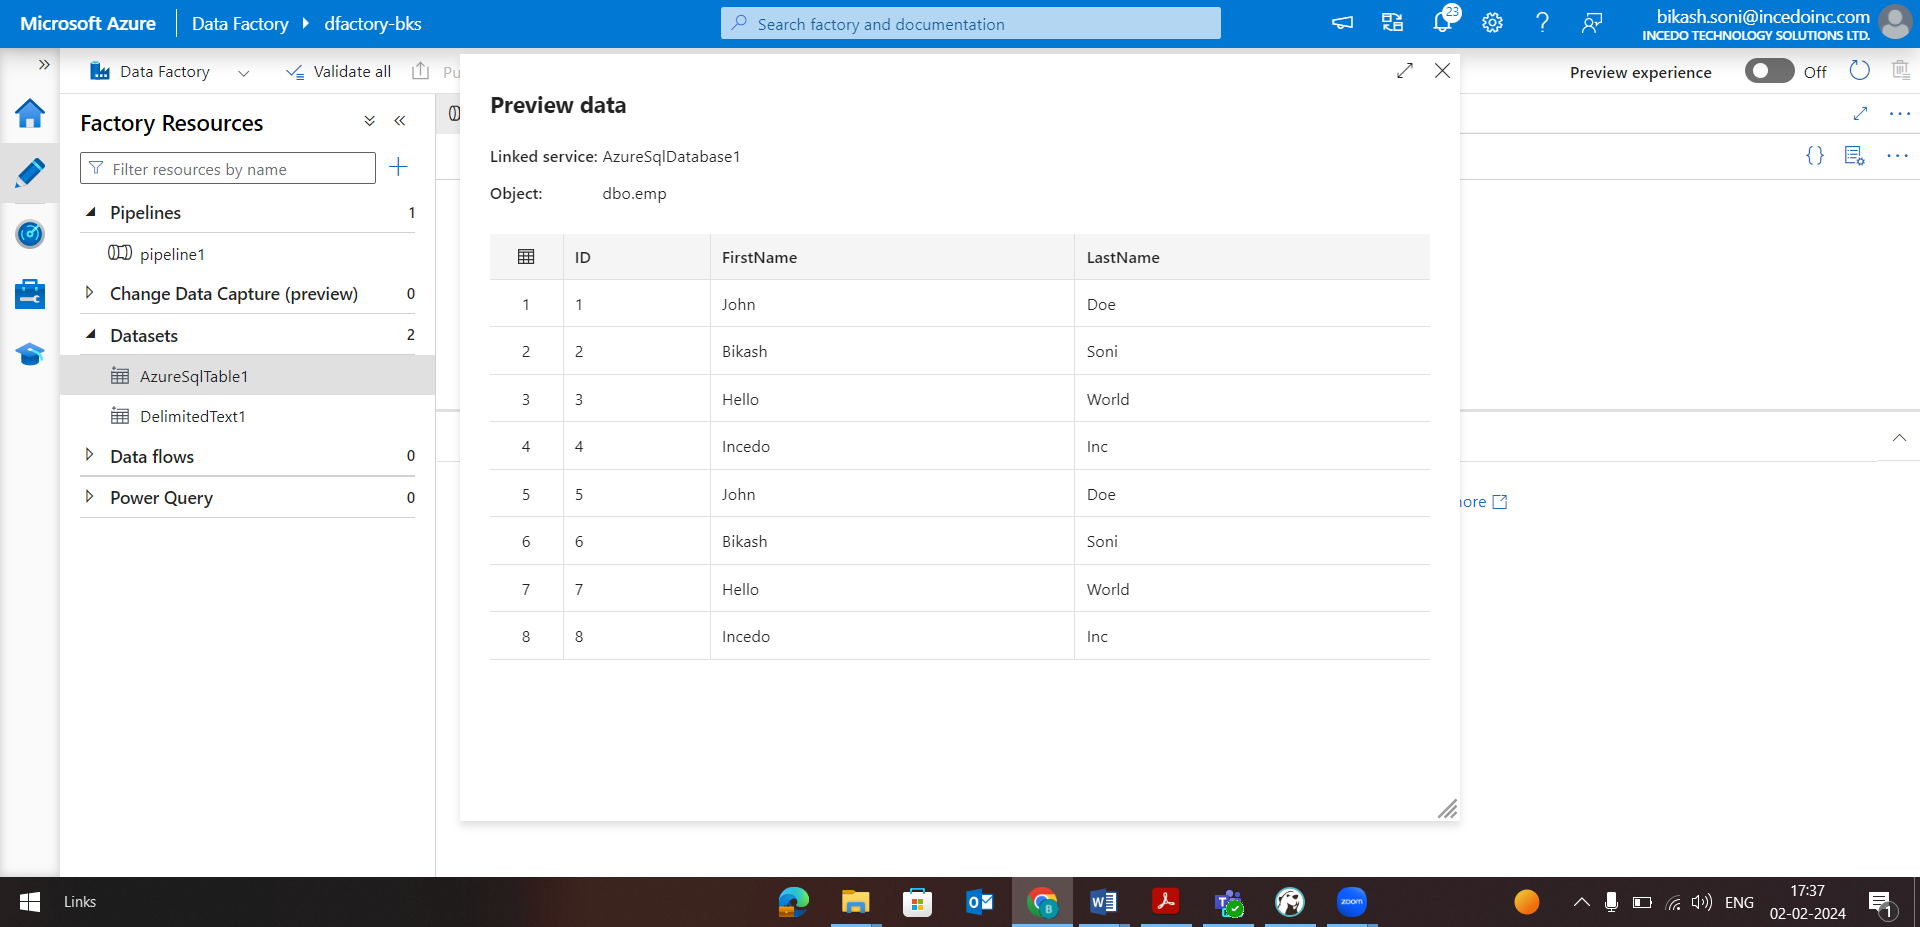 Microsoft Azure
Data Factory
dfactory-bks
Search factory and documentation
23
bikash.soni@incedoinc.com
INCEDO TECHNOLOGY SOLUTIONS LTD.
Data Factory
Validate all
Pu
Preview experience
Off
Factory Resources
Filter resources by name
Pipelines 1
pipeline1
Change Data Capture (preview) 0
Datasets 2
AzureSqlTable1
DelimitedText1
Data flows 0
Power Query 0
Preview data
Linked service: AzureSqlDatabase1
Object: dbo.emp
ID FirstName LastName
1 1 John Doe
2 2 Bikash Soni
3 3 Hello World
4 4 Incedo Inc
5 5 John Doe
6 6 Bikash Soni
7 7 Hello World
8 8 Incedo Inc
{}
ore
Links
B
zoom
ENG
17:37
02-02-2024
1